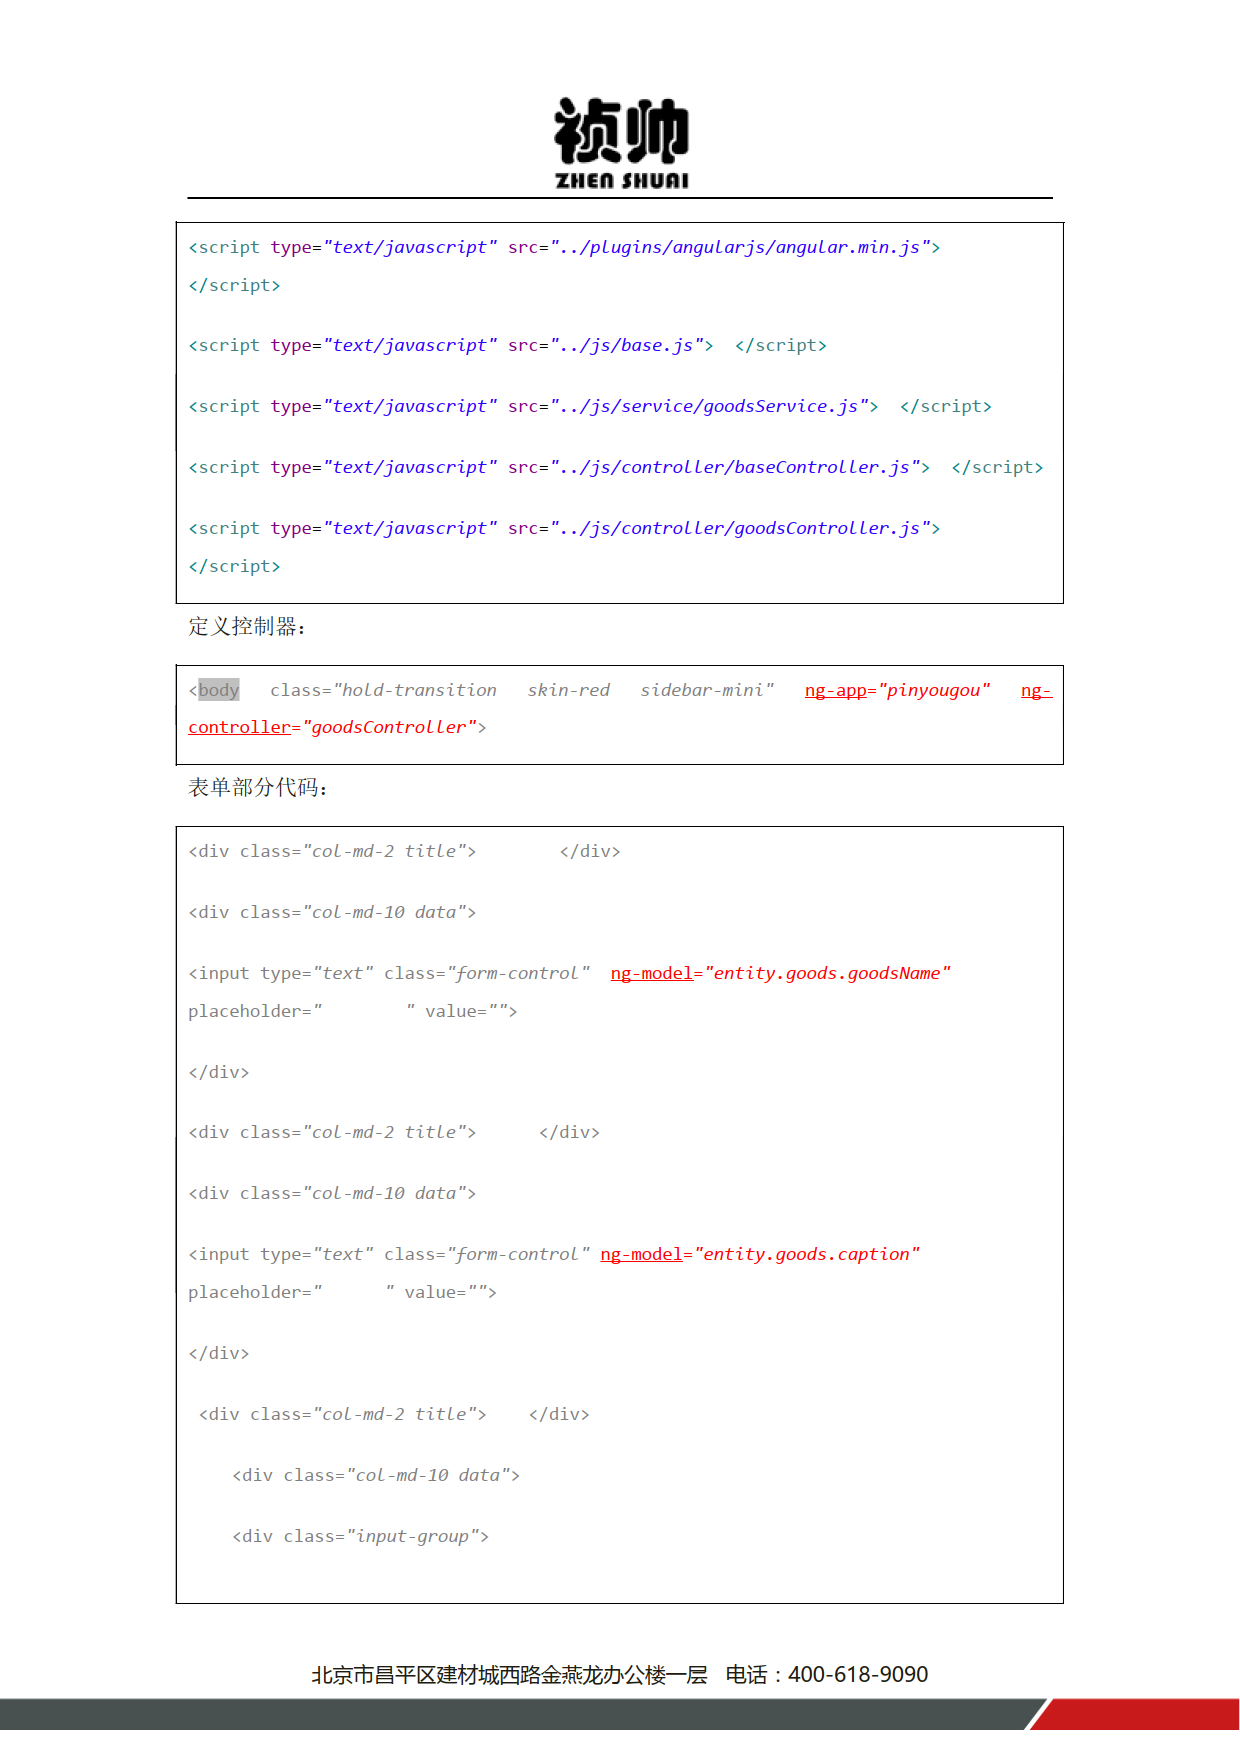 祯帅
ZHEN SHUAI
<script type="text/javascript" src="../plugins/angularjs/angular.min.js">
</script>
<script type="text/javascript" src="../js/base.js">  </script>
<script type="text/javascript" src="../js/service/goodsService.js">  </script>
<script type="text/javascript" src="../js/controller/baseController.js">  </script>
<script type="text/javascript" src="../js/controller/goodsController.js">
</script>
定义控制器：
<body class="hold-transition skin-red sidebar-mini" ng-app="pinyougou" ng-
controller="goodsController">
表单部分代码：
<div class="col-md-2 title">        </div>
<div class="col-md-10 data">
<input type="text" class="form-control"  ng-model="entity.goods.goodsName"
placeholder="        " value="">
</div>
<div class="col-md-2 title">      </div>
<div class="col-md-10 data">
<input type="text" class="form-control" ng-model="entity.goods.caption"
placeholder="      " value="">
</div>
<div class="col-md-2 title">    </div>
<div class="col-md-10 data">
<div class="input-group">
北京市昌平区建材城西路金燕龙办公楼一层 电话：400-618-9090